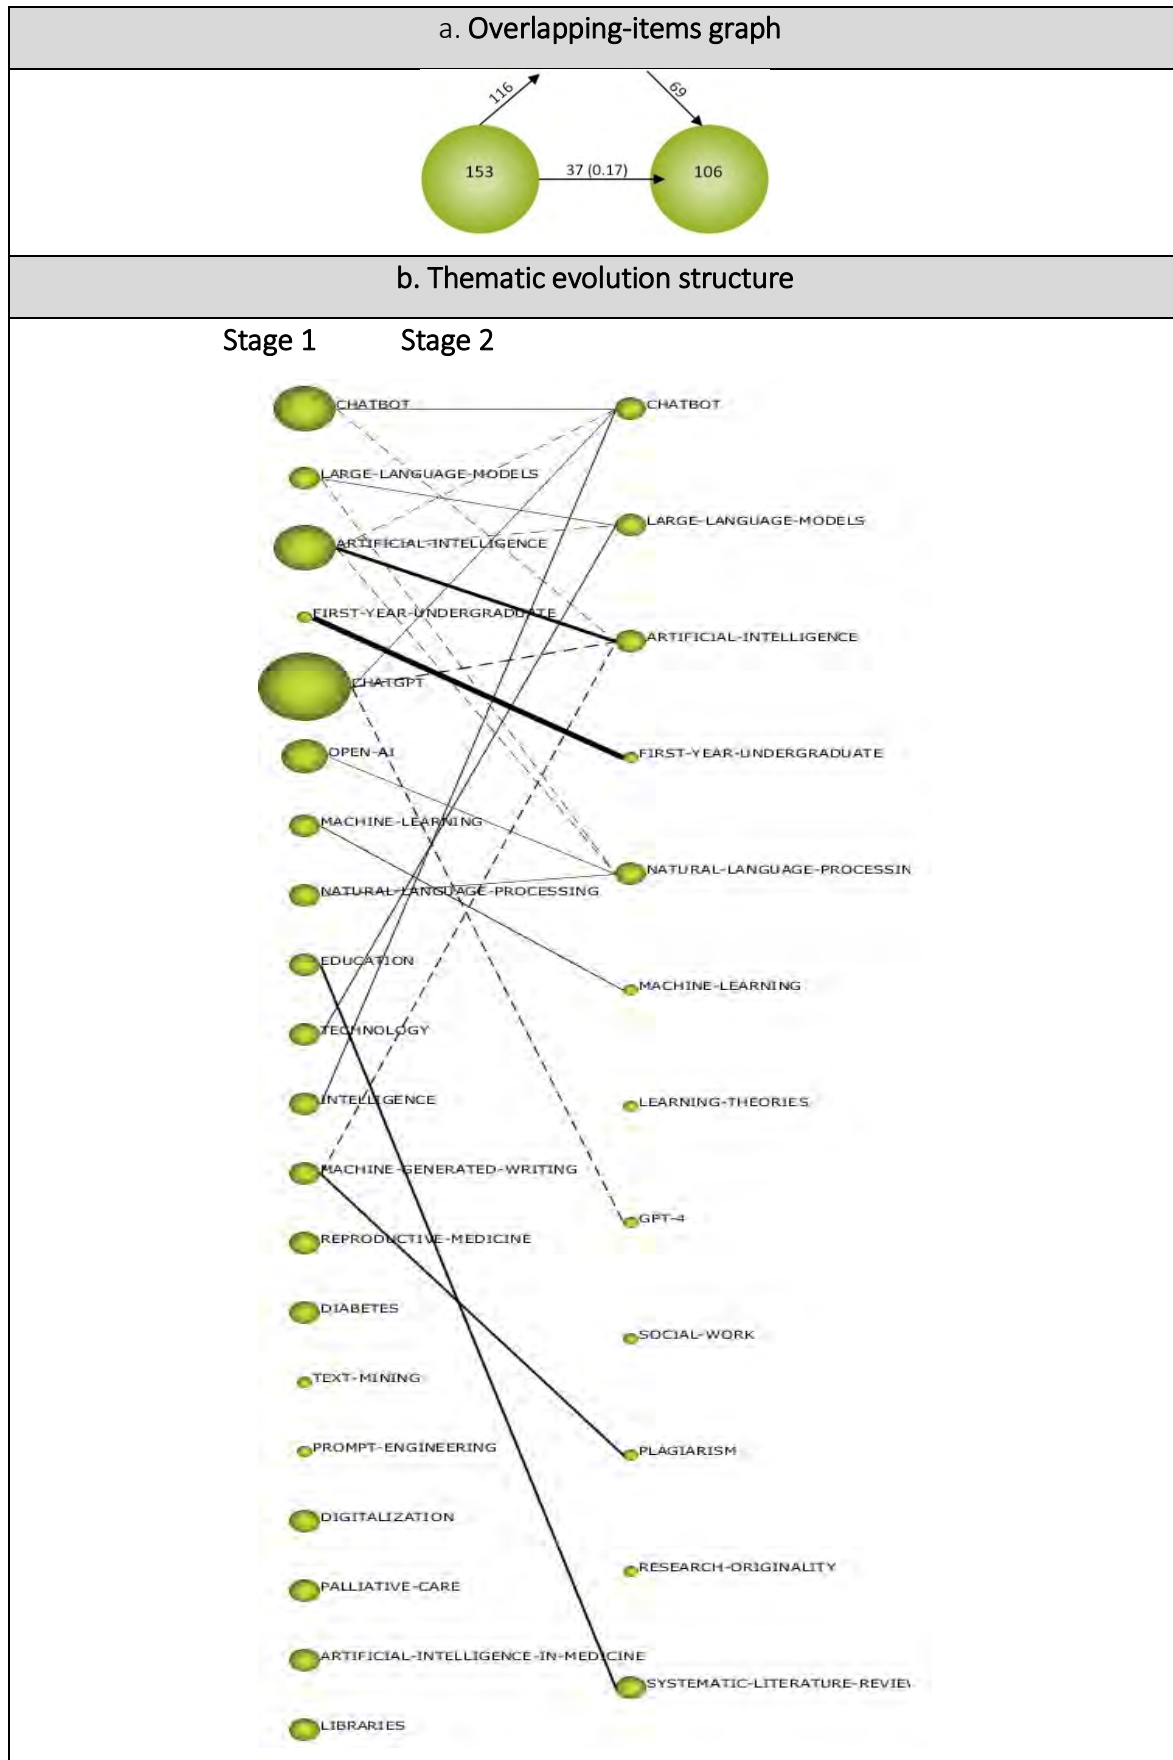 a. Overlapping-items graph
116
69
153
37 (0.17)
106
b. Thematic evolution structure
Stage 1 Stage 2
CHATBOT
CHATBOT
LARGE-LANGUAGE-MODELS
LARGE-LANGUAGE-MODELS
ARTIFICIAL-INTELLIGENCE
FIRST-YEAR-UNDERGRADUATE
ARTIFICIAL-INTELLIGENCE
CHATGPT
OPEN-AI
FIRST-YEAR-UNDERGRADUATE
MACHINE-LEARNING
NATURAL-LANGUAGE-PROCESSIN
NATURAL-LANGUAGE-PROCESSING
EDUCATION
MACHINE-LEARNING
TECHNOLOGY
INTELLIGENCE
LEARNING-THEORIES
MACHINE-GENERATED-WRITING
GPT-4
REPRODUCTIVE-MEDICINE
DIABETES
SOCIAL-WORK
TEXT-MINING
PROMPT-ENGINEERING
PLAGIARISM
DIGITALIZATION
RESEARCH-ORIGINALITY
PALLIATIVE-CARE
ARTIFICIAL-INTELLIGENCE-IN-MEDICINE
SYSTEMATIC-LITERATURE-REVIEW
LIBRARIES